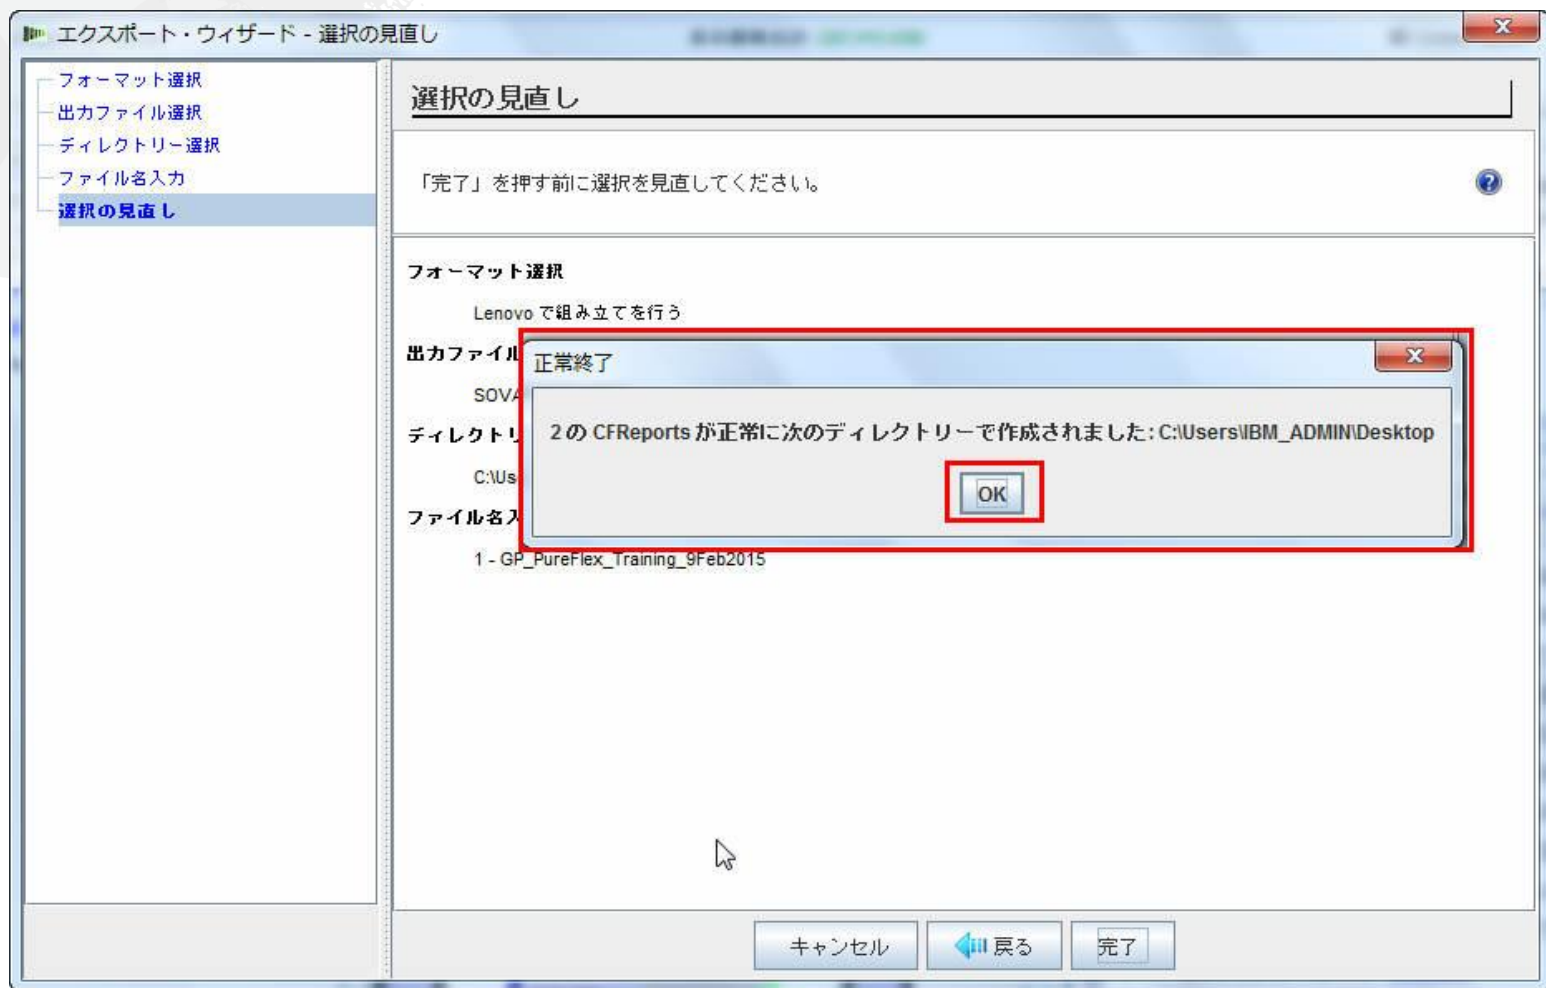 エクスポート・ウィザード - 選択の見直し
フォーマット選択
出力ファイル選択
ディレクトリー選択
ファイル名入力
選択の見直し
選択の見直し
「完了」を押す前に選択を見直してください。
フォーマット選択
Lenovo で組み立てを行う
出力ファイル
SOVA
ディレクトリ
C:\Us
ファイル名入
1 - GP_PureFlex_Training_9Feb2015
正常終了
2 の CFReports が正常に次のディレクトリーで作成されました: C:\Users\IBM_ADMIN\Desktop
OK
キャンセル
戻る
完了